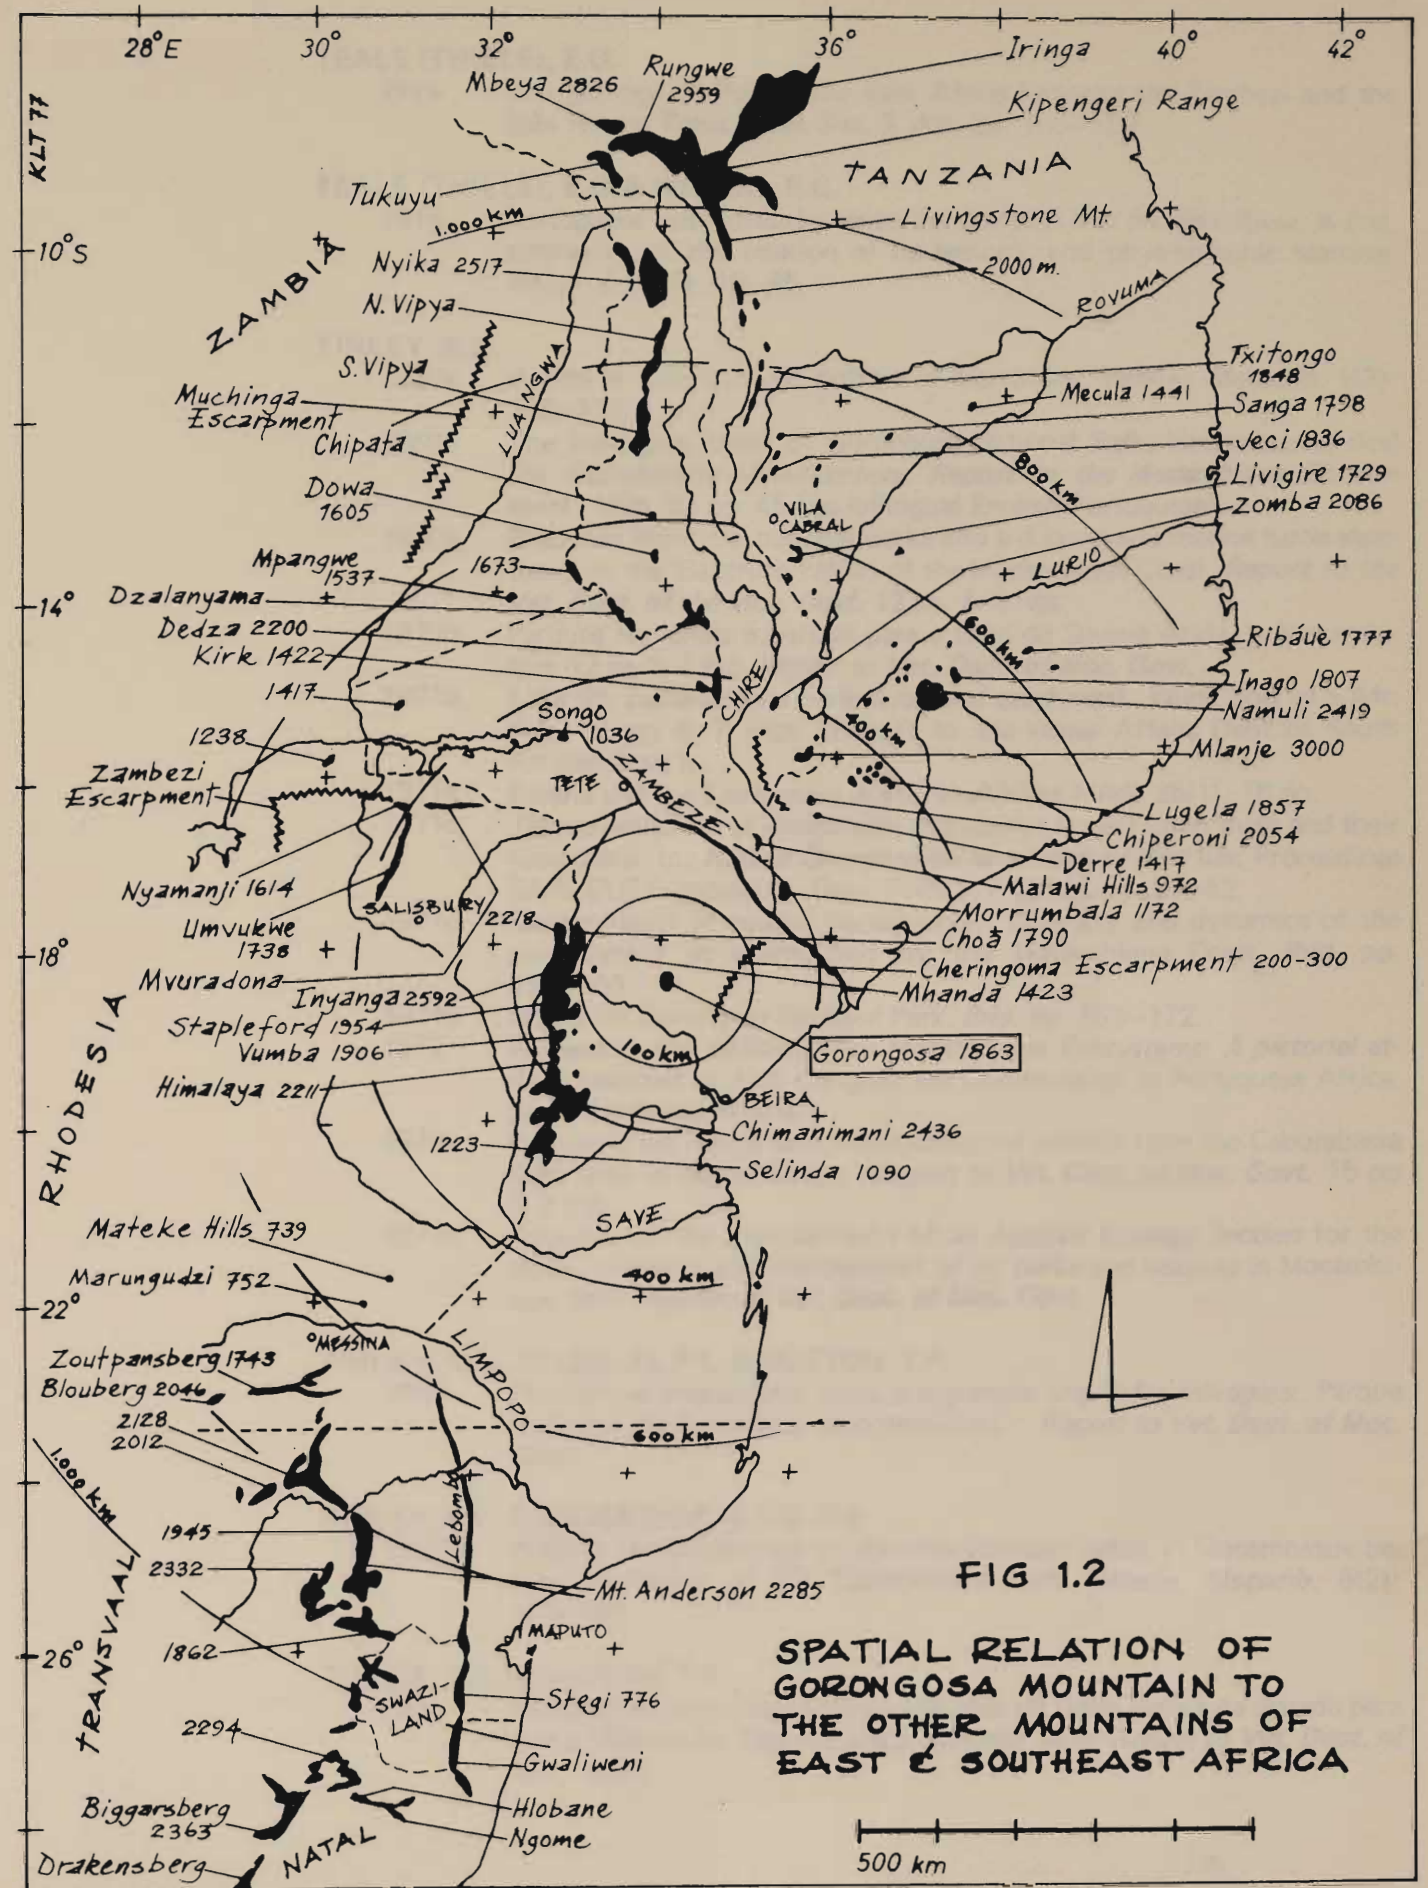 28°E 30° 32° 36° 40° 42°
KLT 77
Iringa
Rungwe
2959
Mbeya 2826
Kipengeri Range
TANZANIA
Tukuyu
1.000 km
Livingstone Mt.
10°S
ZAMBIA
Nyika 2517
2000 m.
N. Vipya
ROVUMA
S. Vipya
Txitongo
1848
Muchinga
Escarpment
LUANGWA
Mecula 1441
Sanga 1798
Chipata
Jeci 1836
800 km
Livigire 1729
Dowa
1605
VILA
CABRAL
Zomba 2086
Mpangwe
1537
1673
LURIO
Dzalanyama
14°
Dedza 2200
600 km
Ribáuè 1777
Kirk 1422
CHIRE
Inago 1807
1417
Namuli 2419
Songo
1036
400 km
1238
Mlanje 3000
Zambezi
Escarpment
TETE
ZAMBEZE
Lugela 1857
Chiperoni 2054
Derre 1417
Nyamanji 1614
Malawi Hills 972
SALISBURY
2218
Morrumbala 1172
Umvukwe
1738
Choã 1790
18°
Cheringoma Escarpment 200-300
Mvuradona
Inyanga 2592
Mhanda 1423
Stapleford 1954
Vumba 1906
100 km
Gorongosa 1863
RHODESIA
Himalaya 2211
BEIRA
Chimanimani 2436
1223
Selinda 1090
SAVE
Mateke Hills 739
400 km
Marungudzi 752
22°
MESSINA
LIMPOPO
Zoutpansberg 1743
Blouberg 2046
2128
2012
600 km
1.000 km
Lebombo
1945
2332
Mt. Anderson 2285
FIG 1.2
TRANSVAAL
MAPUTO
1862
26°
SPATIAL RELATION OF
GORONGOSA MOUNTAIN TO
THE OTHER MOUNTAINS OF
EAST & SOUTHEAST AFRICA
SWAZI-
LAND
Stegi 776
2294
Gwaliweni
Biggarsberg
2363
Hlobane
Ngome
NATAL
Drakensberg
500 km